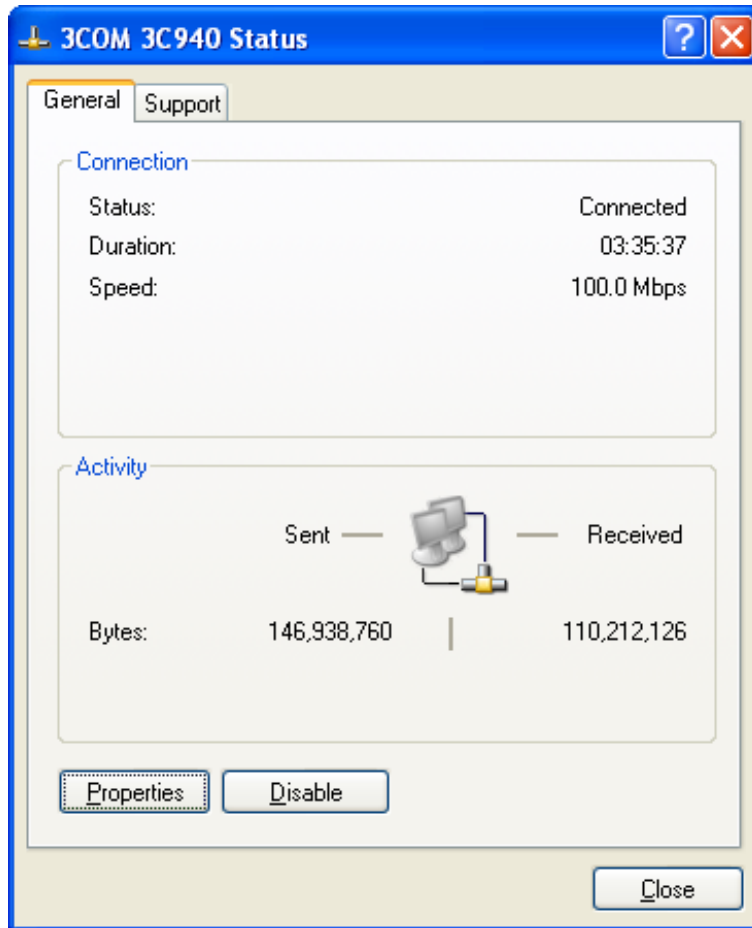 3COM 3C940 Status
General Support
Connection
Status: Connected
Duration: 03:35:37
Speed: 100.0 Mbps
Activity
Sent Received
Bytes: 146,938,760 110,212,126
Properties Disable
Close